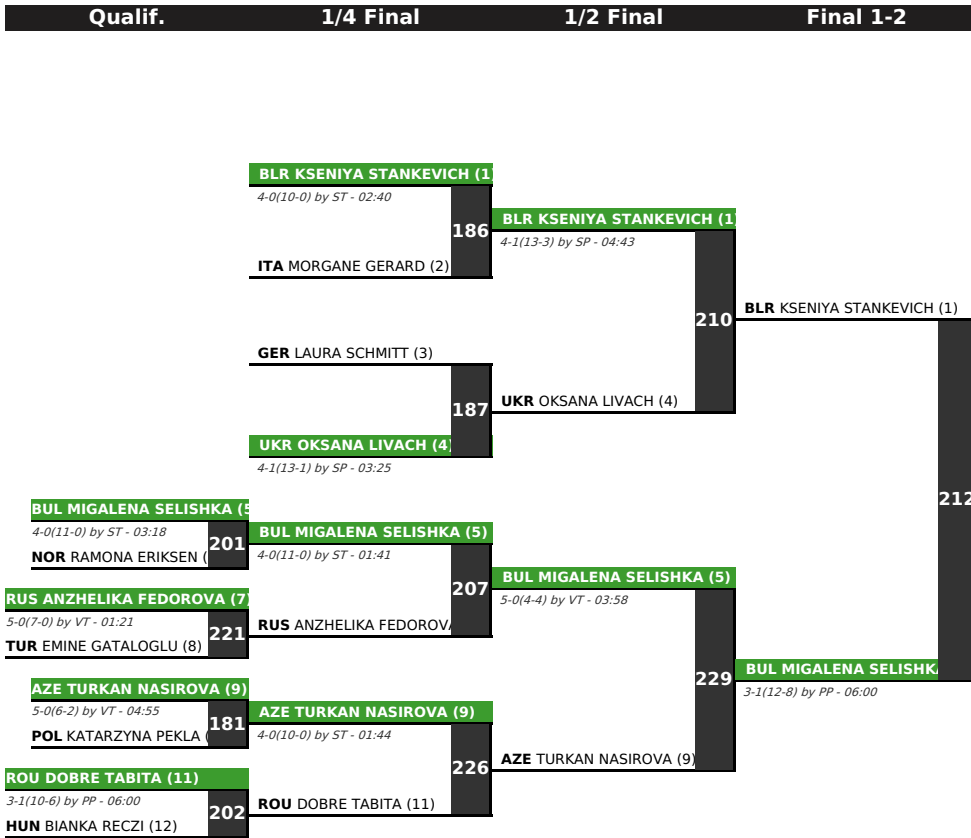 Qualif.
1/4 Final
1/2 Final
Final 1-2
BLR KSENIYA STANKEVICH (1)
4-0(10-0) by ST - 02:40
186
ITA MORGANE GERARD (2)
BLR KSENIYA STANKEVICH (1)
4-1(13-3) by SP - 04:43
210
BLR KSENIYA STANKEVICH (1)
GER LAURA SCHMITT (3)
187
UKR OKSANA LIVACH (4)
UKR OKSANA LIVACH (4)
4-1(13-1) by SP - 03:25
212
BUL MIGALENA SELISHKA (5
4-0(11-0) by ST - 03:18
201
NOR RAMONA ERIKSEN (
BUL MIGALENA SELISHKA (5)
4-0(11-0) by ST - 01:41
207
BUL MIGALENA SELISHKA (5)
5-0(4-4) by VT - 03:58
RUS ANZHELIKA FEDOROVA (7)
5-0(7-0) by VT - 01:21
221
TUR EMINE GATALOGLU (8)
RUS ANZHELIKA FEDOROVA
229
BUL MIGALENA SELISHKA
3-1(12-8) by PP - 06:00
AZE TURKAN NASIROVA (9)
5-0(6-2) by VT - 04:55
181
POL KATARZYNA PEKLA (
AZE TURKAN NASIROVA (9)
4-0(10-0) by ST - 01:44
226
AZE TURKAN NASIROVA (9)
ROU DOBRE TABITA (11)
3-1(10-6) by PP - 06:00
202
HUN BIANKA RECZI (12)
ROU DOBRE TABITA (11)